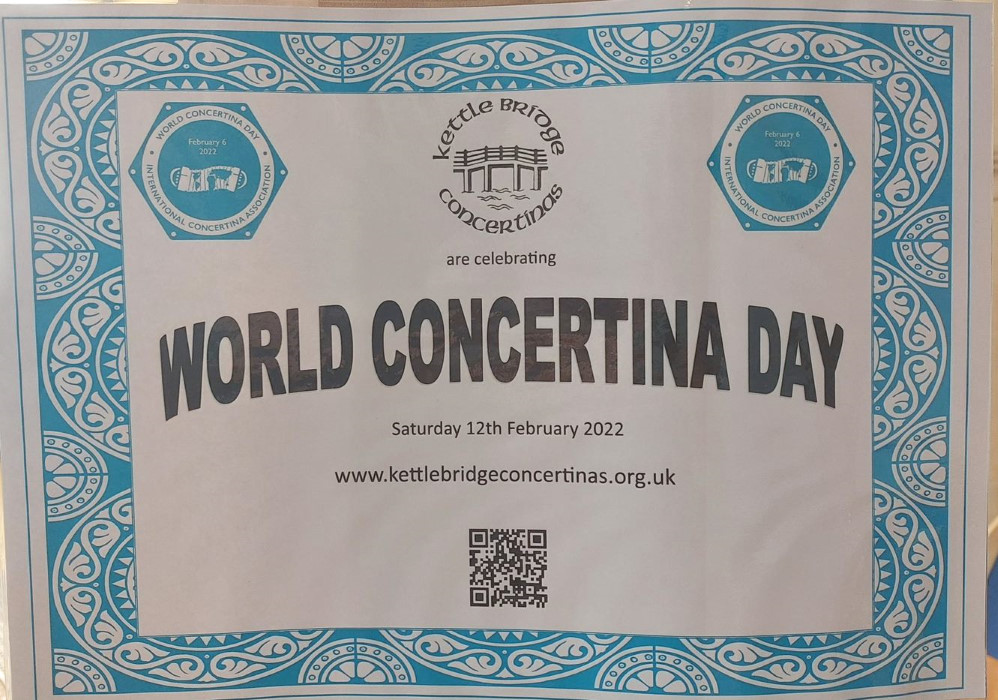 WORLD CONCERTINA DAY
February 6
2022
INTERNATIONAL CONCERTINA ASSOCIATION
Kettle Bridge
Concertinas
WORLD CONCERTINA DAY
February 6
2022
INTERNATIONAL CONCERTINA ASSOCIATION
are celebrating
WORLD CONCERTINA DAY
Saturday 12th February 2022
www.kettlebridgeconcertinas.org.uk